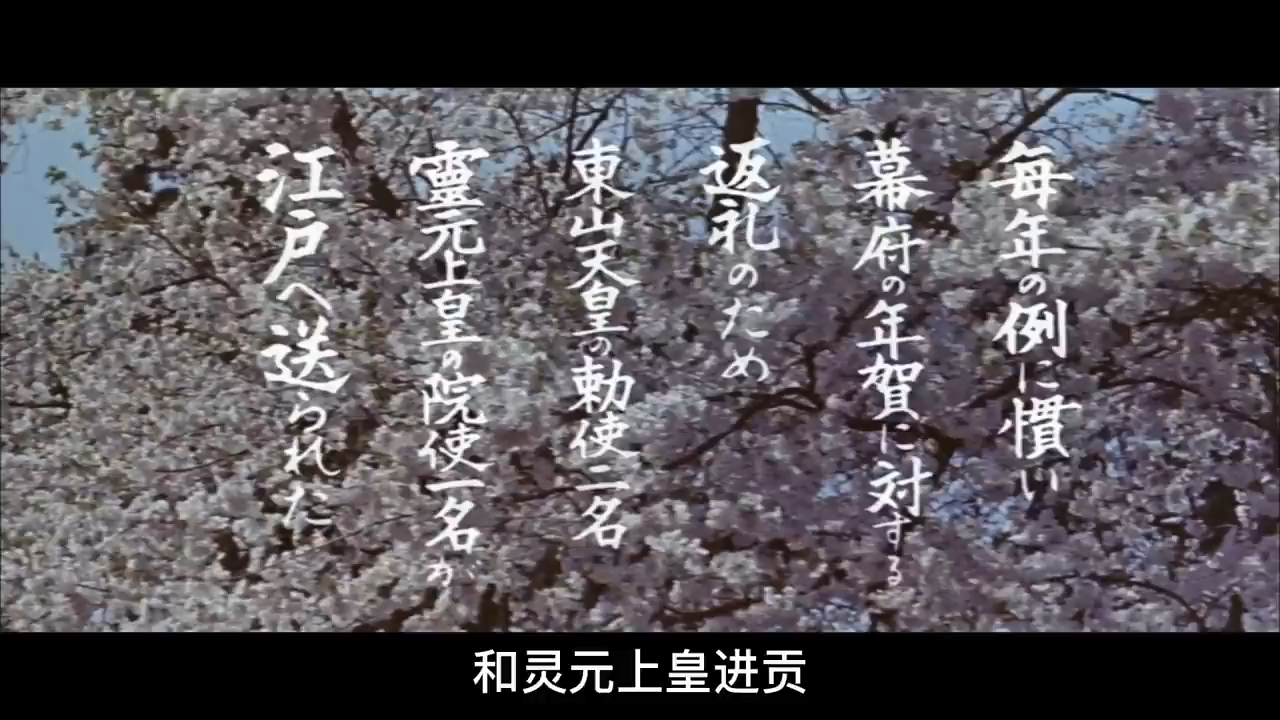 毎年の例に慣い
幕府の年賀に対する
返礼のため
東山天皇の勅使二名
靈元上皇の院使一名が
江戸へ送られた
和灵元上皇进贡